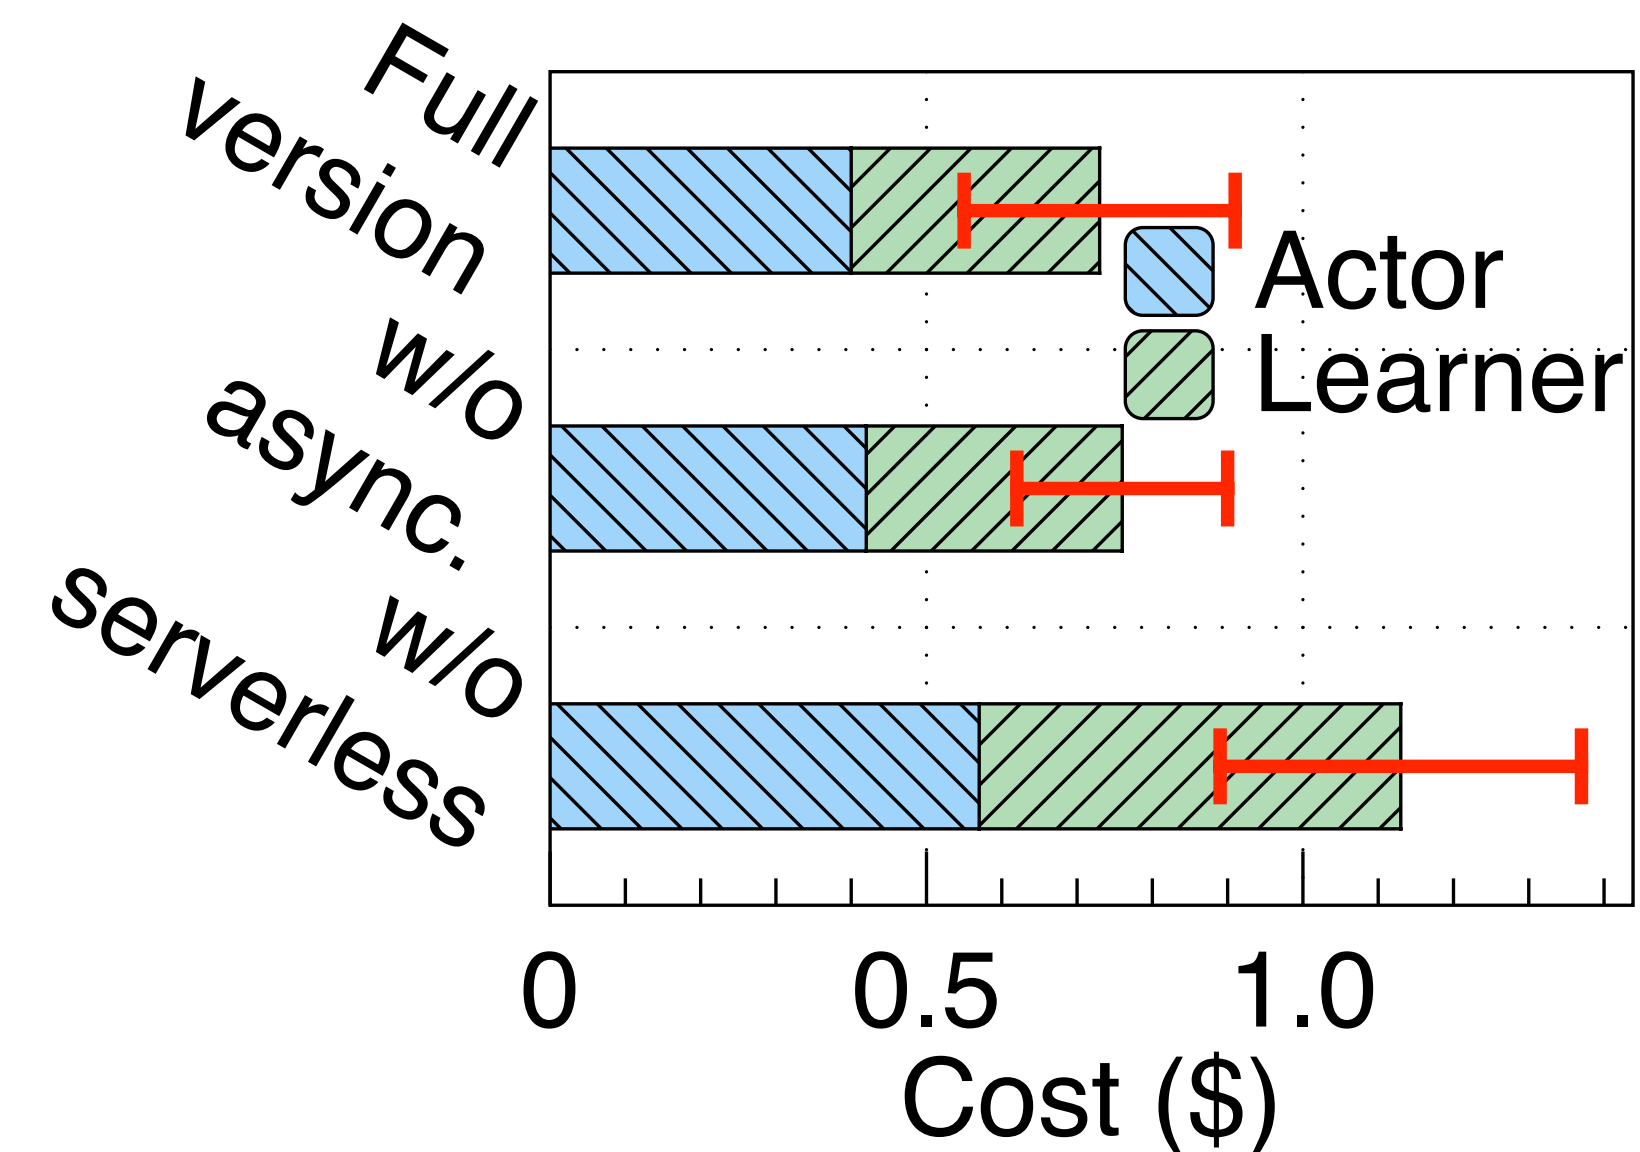 Full
version
w/o
async.
w/o
serverless
Actor
Learner
0 0.5 1.0
Cost ($)